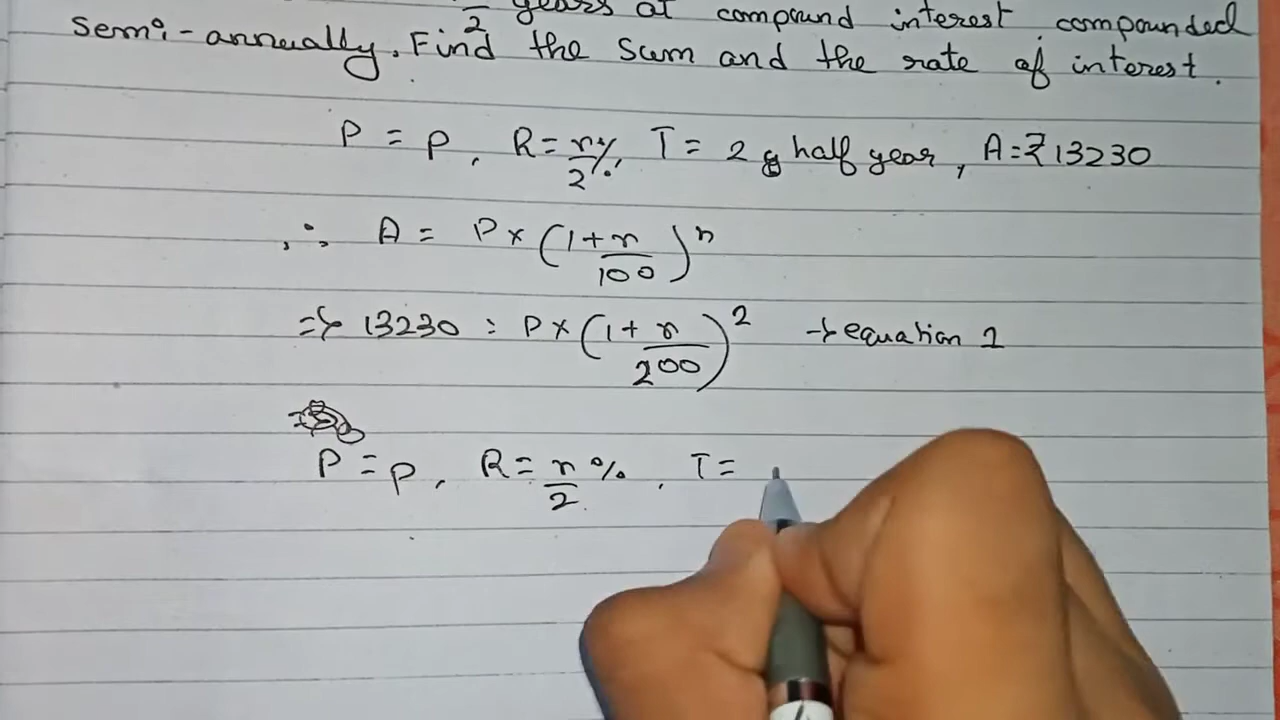 years at compound interest compounded
2
semi-annually. Find the sum and the rate of interest.
P = P, R = r/2 %, T = 2 half year, A = ₹13230
∴ A = P × (1 + r/100)^n
=> 13230 = P × (1 + r/200)^2 → equation 1
P = P, R = r/2 %, T =